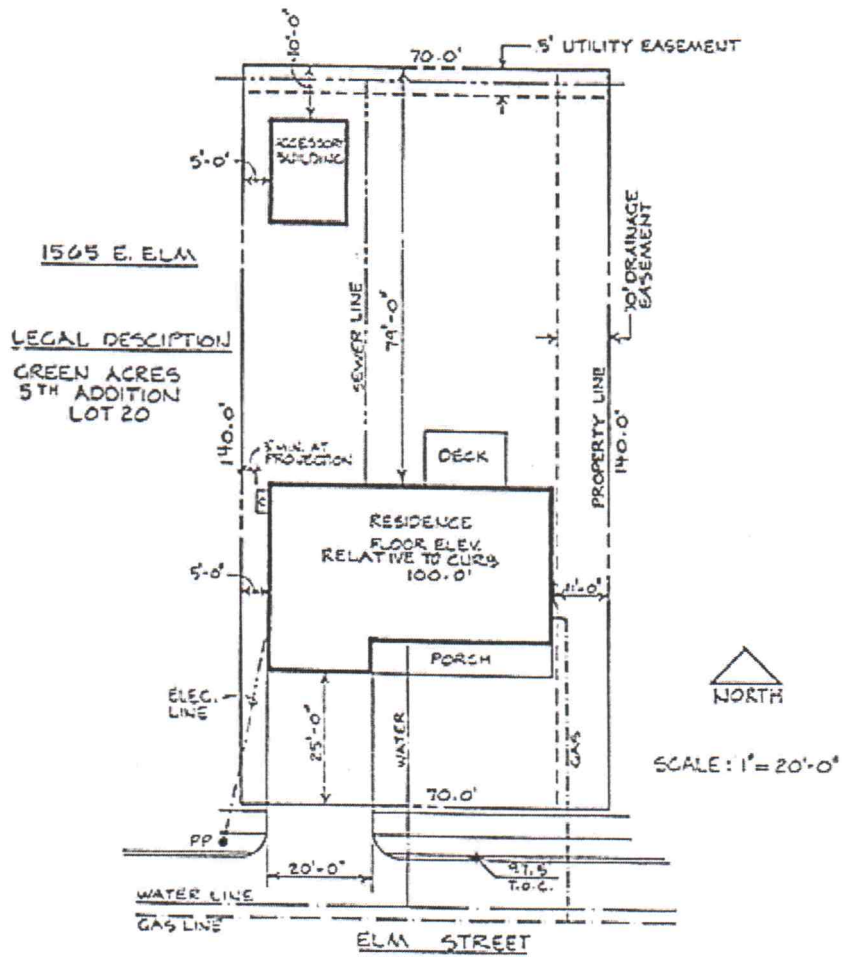 10'-0"
70.0'
5' UTILITY EASEMENT
ACCESSORY
BUILDING
5'-0"
1565 E. ELM
LEGAL DESCIPTION
GREEN ACRES
5TH ADDITION
LOT 20
SEWER LINE
79'-0"
10' DRAINAGE
EASEMENT
PROPERTY LINE
140.0'
140.0'
3' MIN. AT
PROJECTION
DECK
RESIDENCE
FLOOR ELEV.
RELATIVE TO CURB
100.0'
5'-0"
11'-0"
PORCH
ELEC.
LINE
25'-0"
WATER
GAS
NORTH
SCALE: 1" = 20'-0"
70.0'
PP
20'-0"
97.5'
T.O.C.
WATER LINE
GAS LINE
ELM STREET